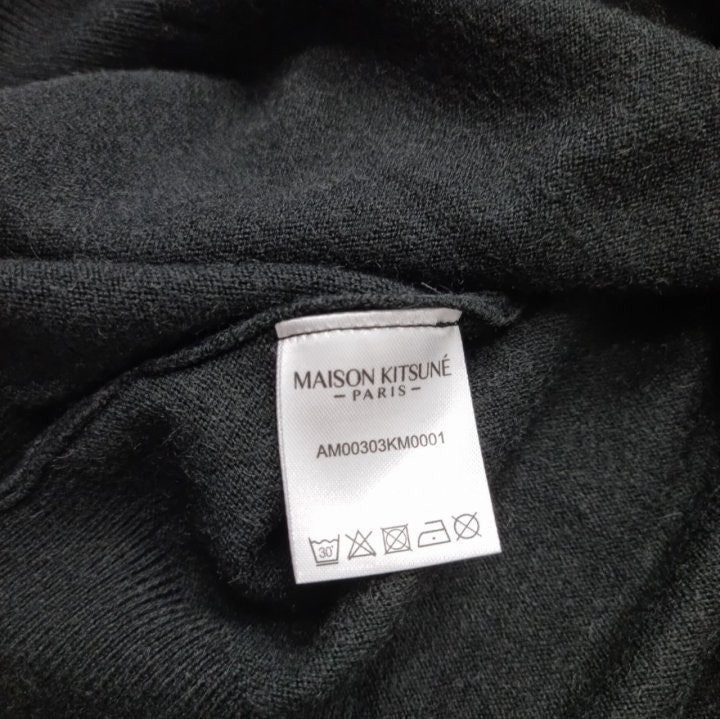 MAISON KITSUNÉ
- PARIS -
AM00303KM0001
30°